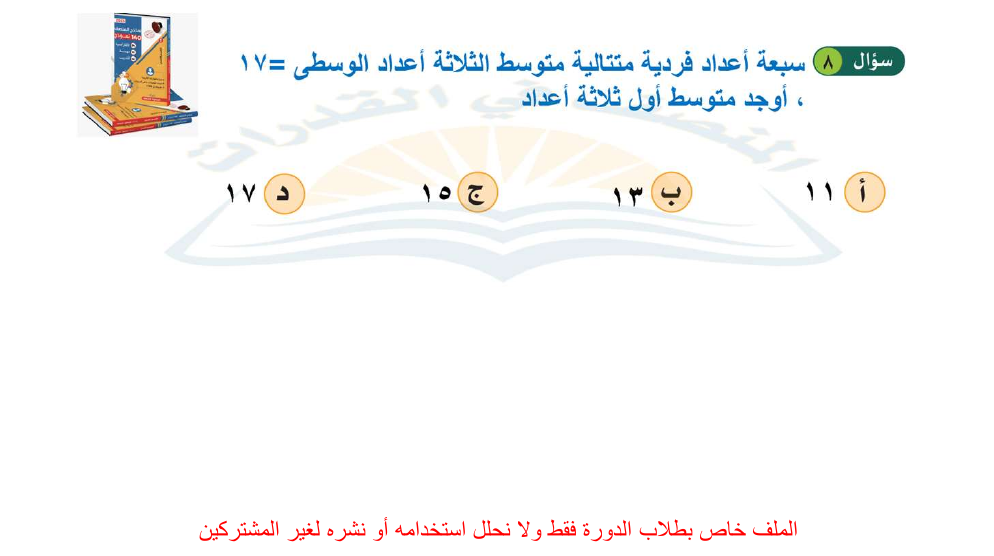 سؤال ٨ سبعة أعداد فردية متتالية متوسط الثلاثة أعداد الوسطى =١٧
، أوجد متوسط أول ثلاثة أعداد
أ ١١ ب ١٣ ج ١٥ د ١٧
الملف خاص بطلاب الدورة فقط ولا نحلل استخدامه أو نشره لغير المشتركين